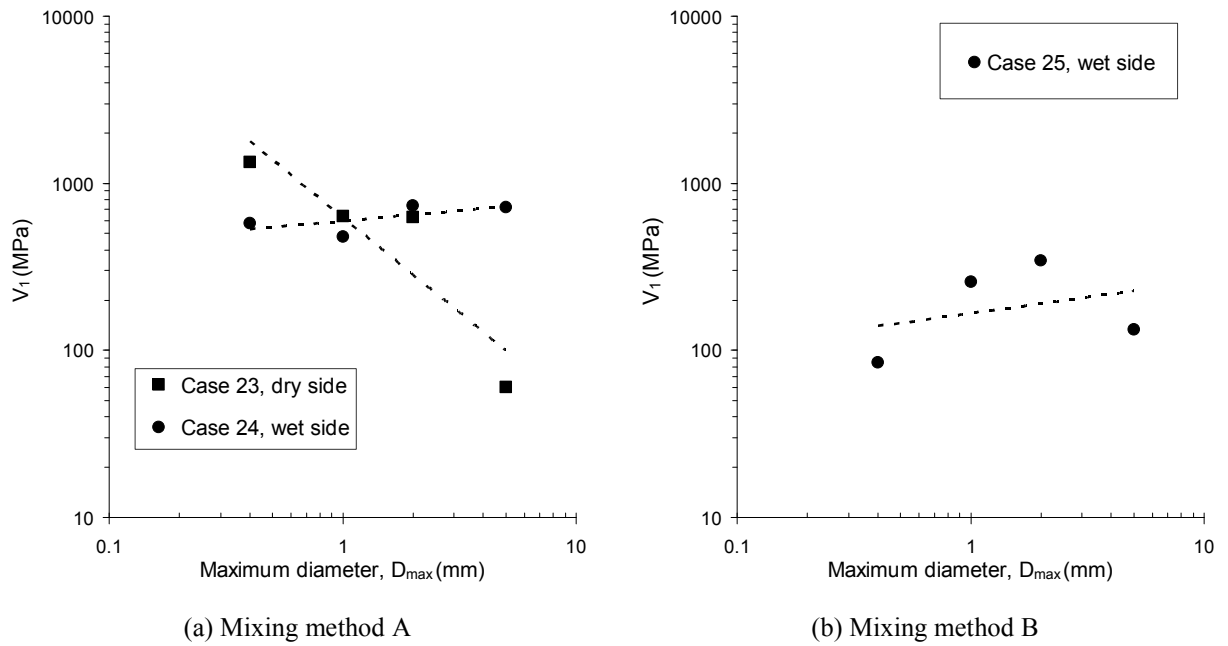 10000
1000
100
10
V1 (MPa)
Case 23, dry side
Case 24, wet side
0.1 1 10
Maximum diameter, Dmax (mm)
(a) Mixing method A
10000
1000
100
10
V1 (MPa)
Case 25, wet side
0.1 1 10
Maximum diameter, Dmax (mm)
(b) Mixing method B